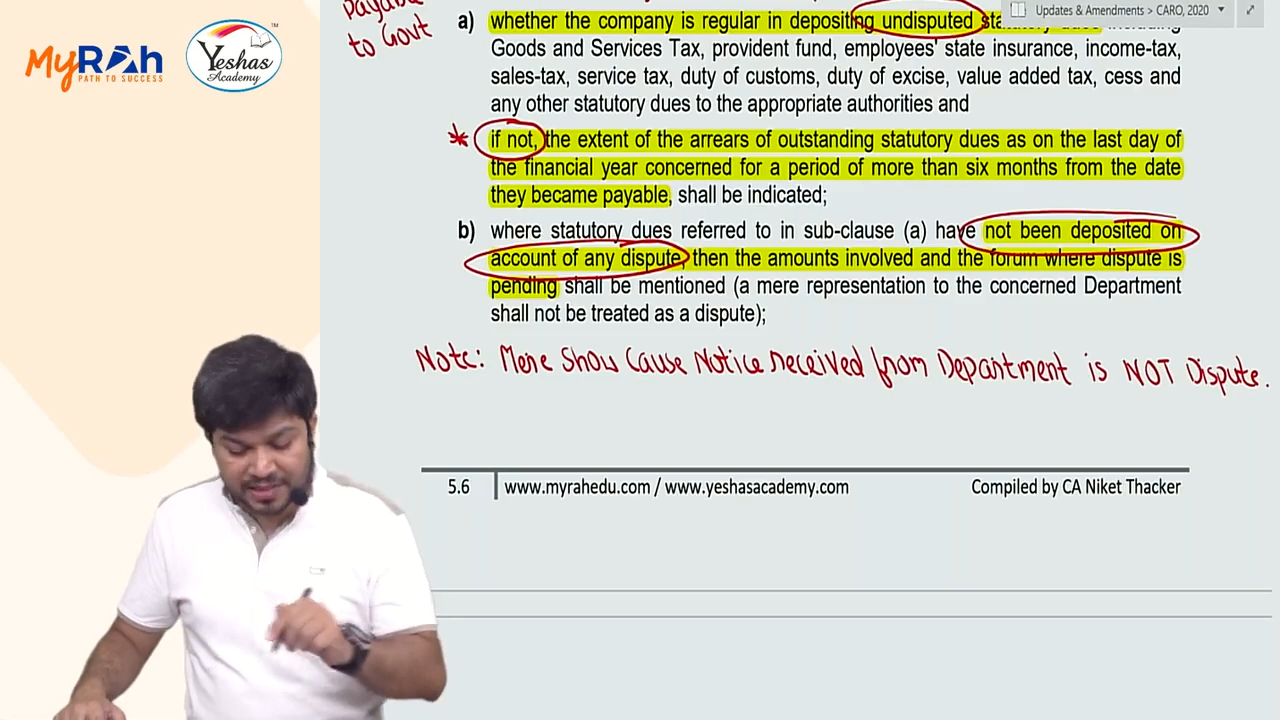 Payable
to Govt
a) whether the company is regular in depositing undisputed
Updates & Amendments > CARO, 2020
Goods and Services Tax, provident fund, employees' state insurance, income-tax,
sales-tax, service tax, duty of customs, duty of excise, value added tax, cess and
any other statutory dues to the appropriate authorities and
* if not, the extent of the arrears of outstanding statutory dues as on the last day of
the financial year concerned for a period of more than six months from the date
they became payable, shall be indicated;
b) where statutory dues referred to in sub-clause (a) have not been deposited on
account of any dispute, then the amounts involved and the forum where dispute is
pending shall be mentioned (a mere representation to the concerned Department
shall not be treated as a dispute);
Note: Mere Show Cause Notice received from Department is NOT Dispute.
5.6 www.myrahedu.com / www.yeshasacademy.com Compiled by CA Niket Thacker
MyRAh
PATH TO SUCCESS
Yeshas
Academy
TM